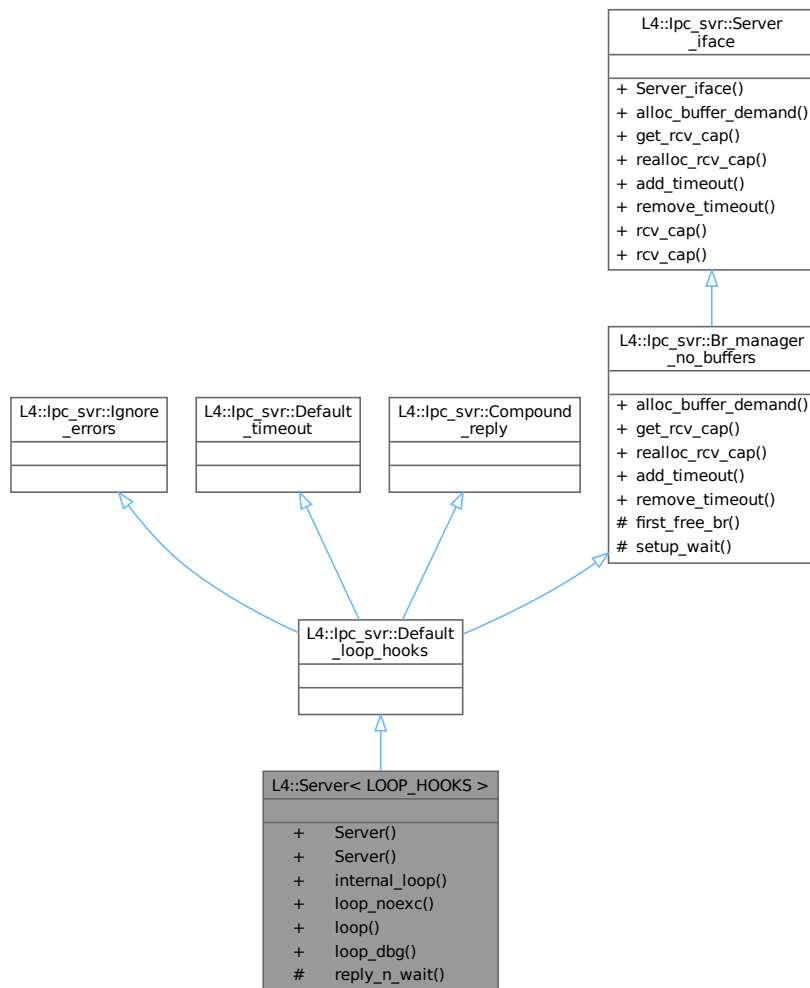 L4::Ipc_svr::Server
_iface
+ Server_iface()
+ alloc_buffer_demand()
+ get_rcv_cap()
+ realloc_rcv_cap()
+ add_timeout()
+ remove_timeout()
+ rcv_cap()
+ rcv_cap()
L4::Ipc_svr::Br_manager
_no_buffers
+ alloc_buffer_demand()
+ get_rcv_cap()
+ realloc_rcv_cap()
+ add_timeout()
+ remove_timeout()
# first_free_br()
# setup_wait()
L4::Ipc_svr::Ignore
_errors
L4::Ipc_svr::Default
_timeout
L4::Ipc_svr::Compound
_reply
L4::Ipc_svr::Default
_loop_hooks
L4::Server< LOOP_HOOKS >
+ Server()
+ Server()
+ internal_loop()
+ loop_noexc()
+ loop()
+ loop_dbg()
# reply_n_wait()